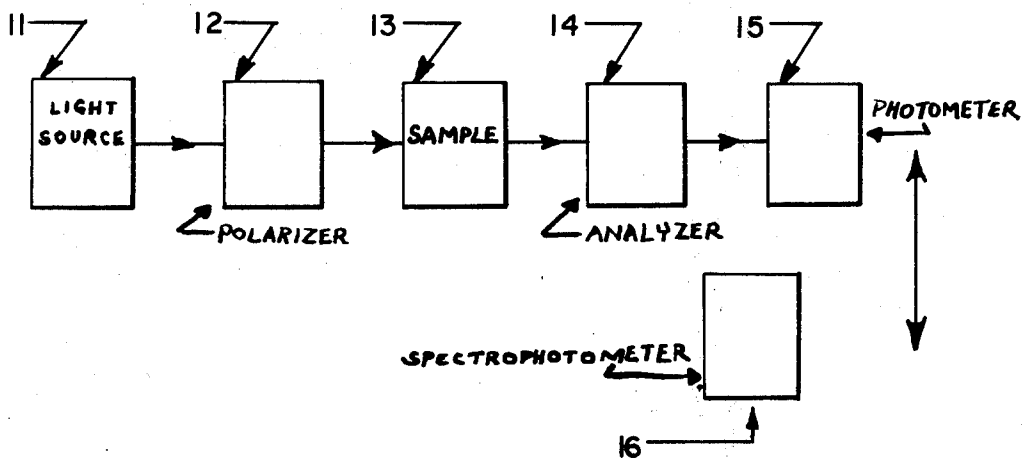 11
12
13
14
15
LIGHT
SOURCE
SAMPLE
PHOTOMETER
POLARIZER
ANALYZER
SPECTROPHOTOMETER
16